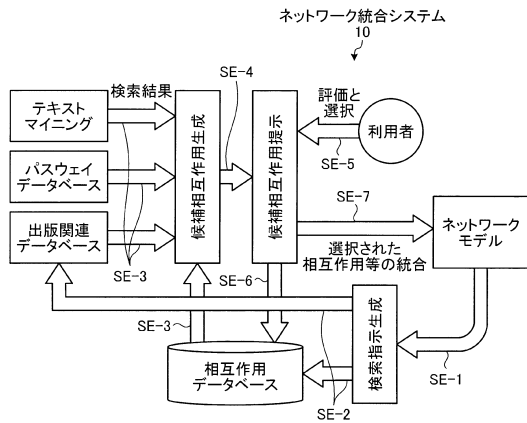 ネットワーク統合システム
10
検索結果
SE-4
評価と
選択
テキスト
マイニング
候補相互作用生成
候補相互作用提示
利用者
SE-5
パスウェイ
データベース
SE-7
出版関連
データベース
ネットワーク
モデル
SE-3
SE-6
選択された
相互作用等の統合
SE-3
検索指示生成
相互作用
データベース
SE-1
SE-2